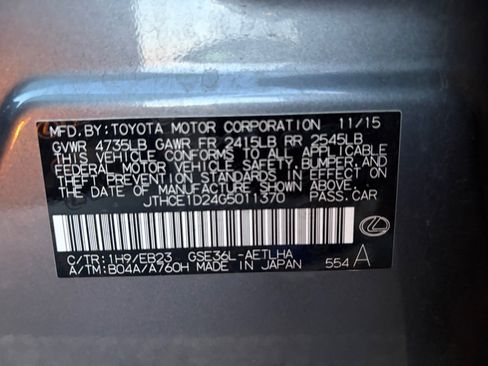 MFD.BY:TOYOTA MOTOR CORPORATION 11/15
GVWR 4735LB GAWR FR 2415LB RR 2545LB
THIS VEHICLE CONFORMS TO ALL APPLICABLE
FEDERAL MOTOR VEHICLE SAFETY, BUMPER, AND
THEFT PREVENTION STANDARDS IN EFFECT ON
THE DATE OF MANUFACTURE SHOWN ABOVE.
JTHCE1D24G5011370 PASS.CAR
C/TR:1H9/EB23 GSE36L-AETLHA
A/TM:B04A/A760H MADE IN JAPAN 554 A